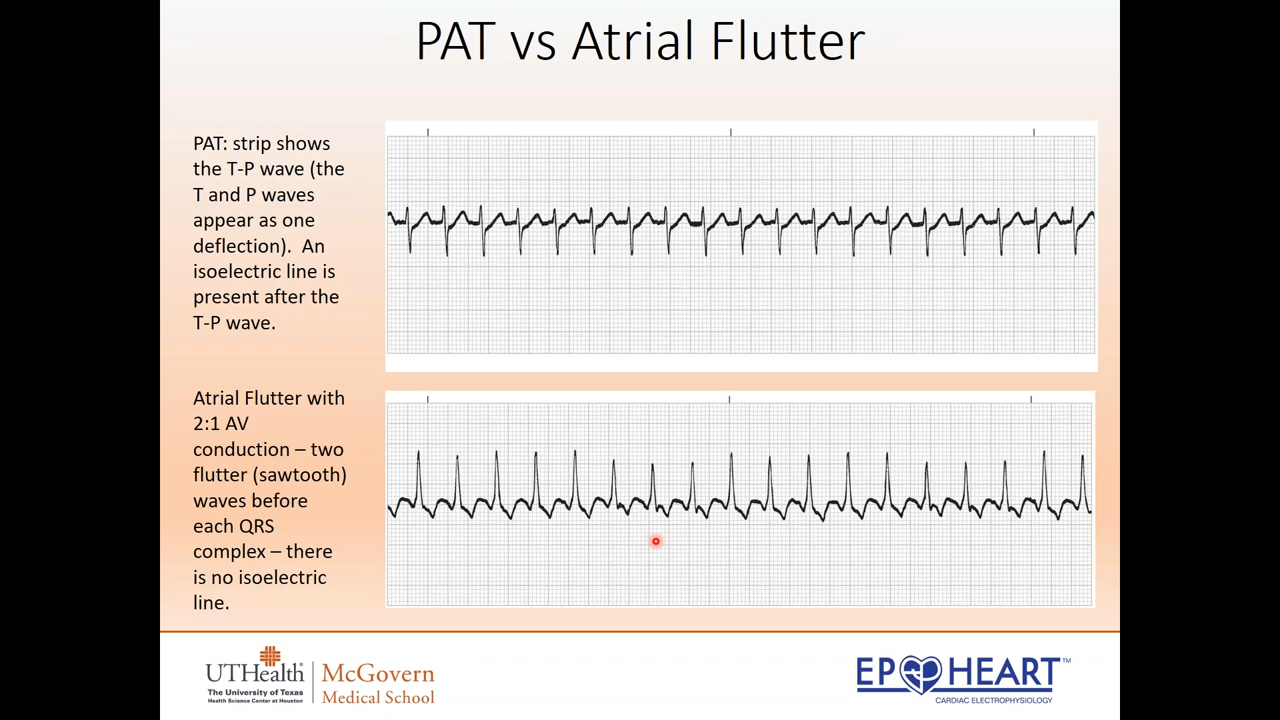 PAT vs Atrial Flutter
PAT: strip shows
the T-P wave (the
T and P waves
appear as one
deflection).  An
isoelectric line is
present after the
T-P wave.
Atrial Flutter with
2:1 AV
conduction – two
flutter (sawtooth)
waves before
each QRS
complex – there
is no isoelectric
line.
UTHealth
The University of Texas
Health Science Center at Houston
McGovern
Medical School
EP HEART™
CARDIAC ELECTROPHYSIOLOGY